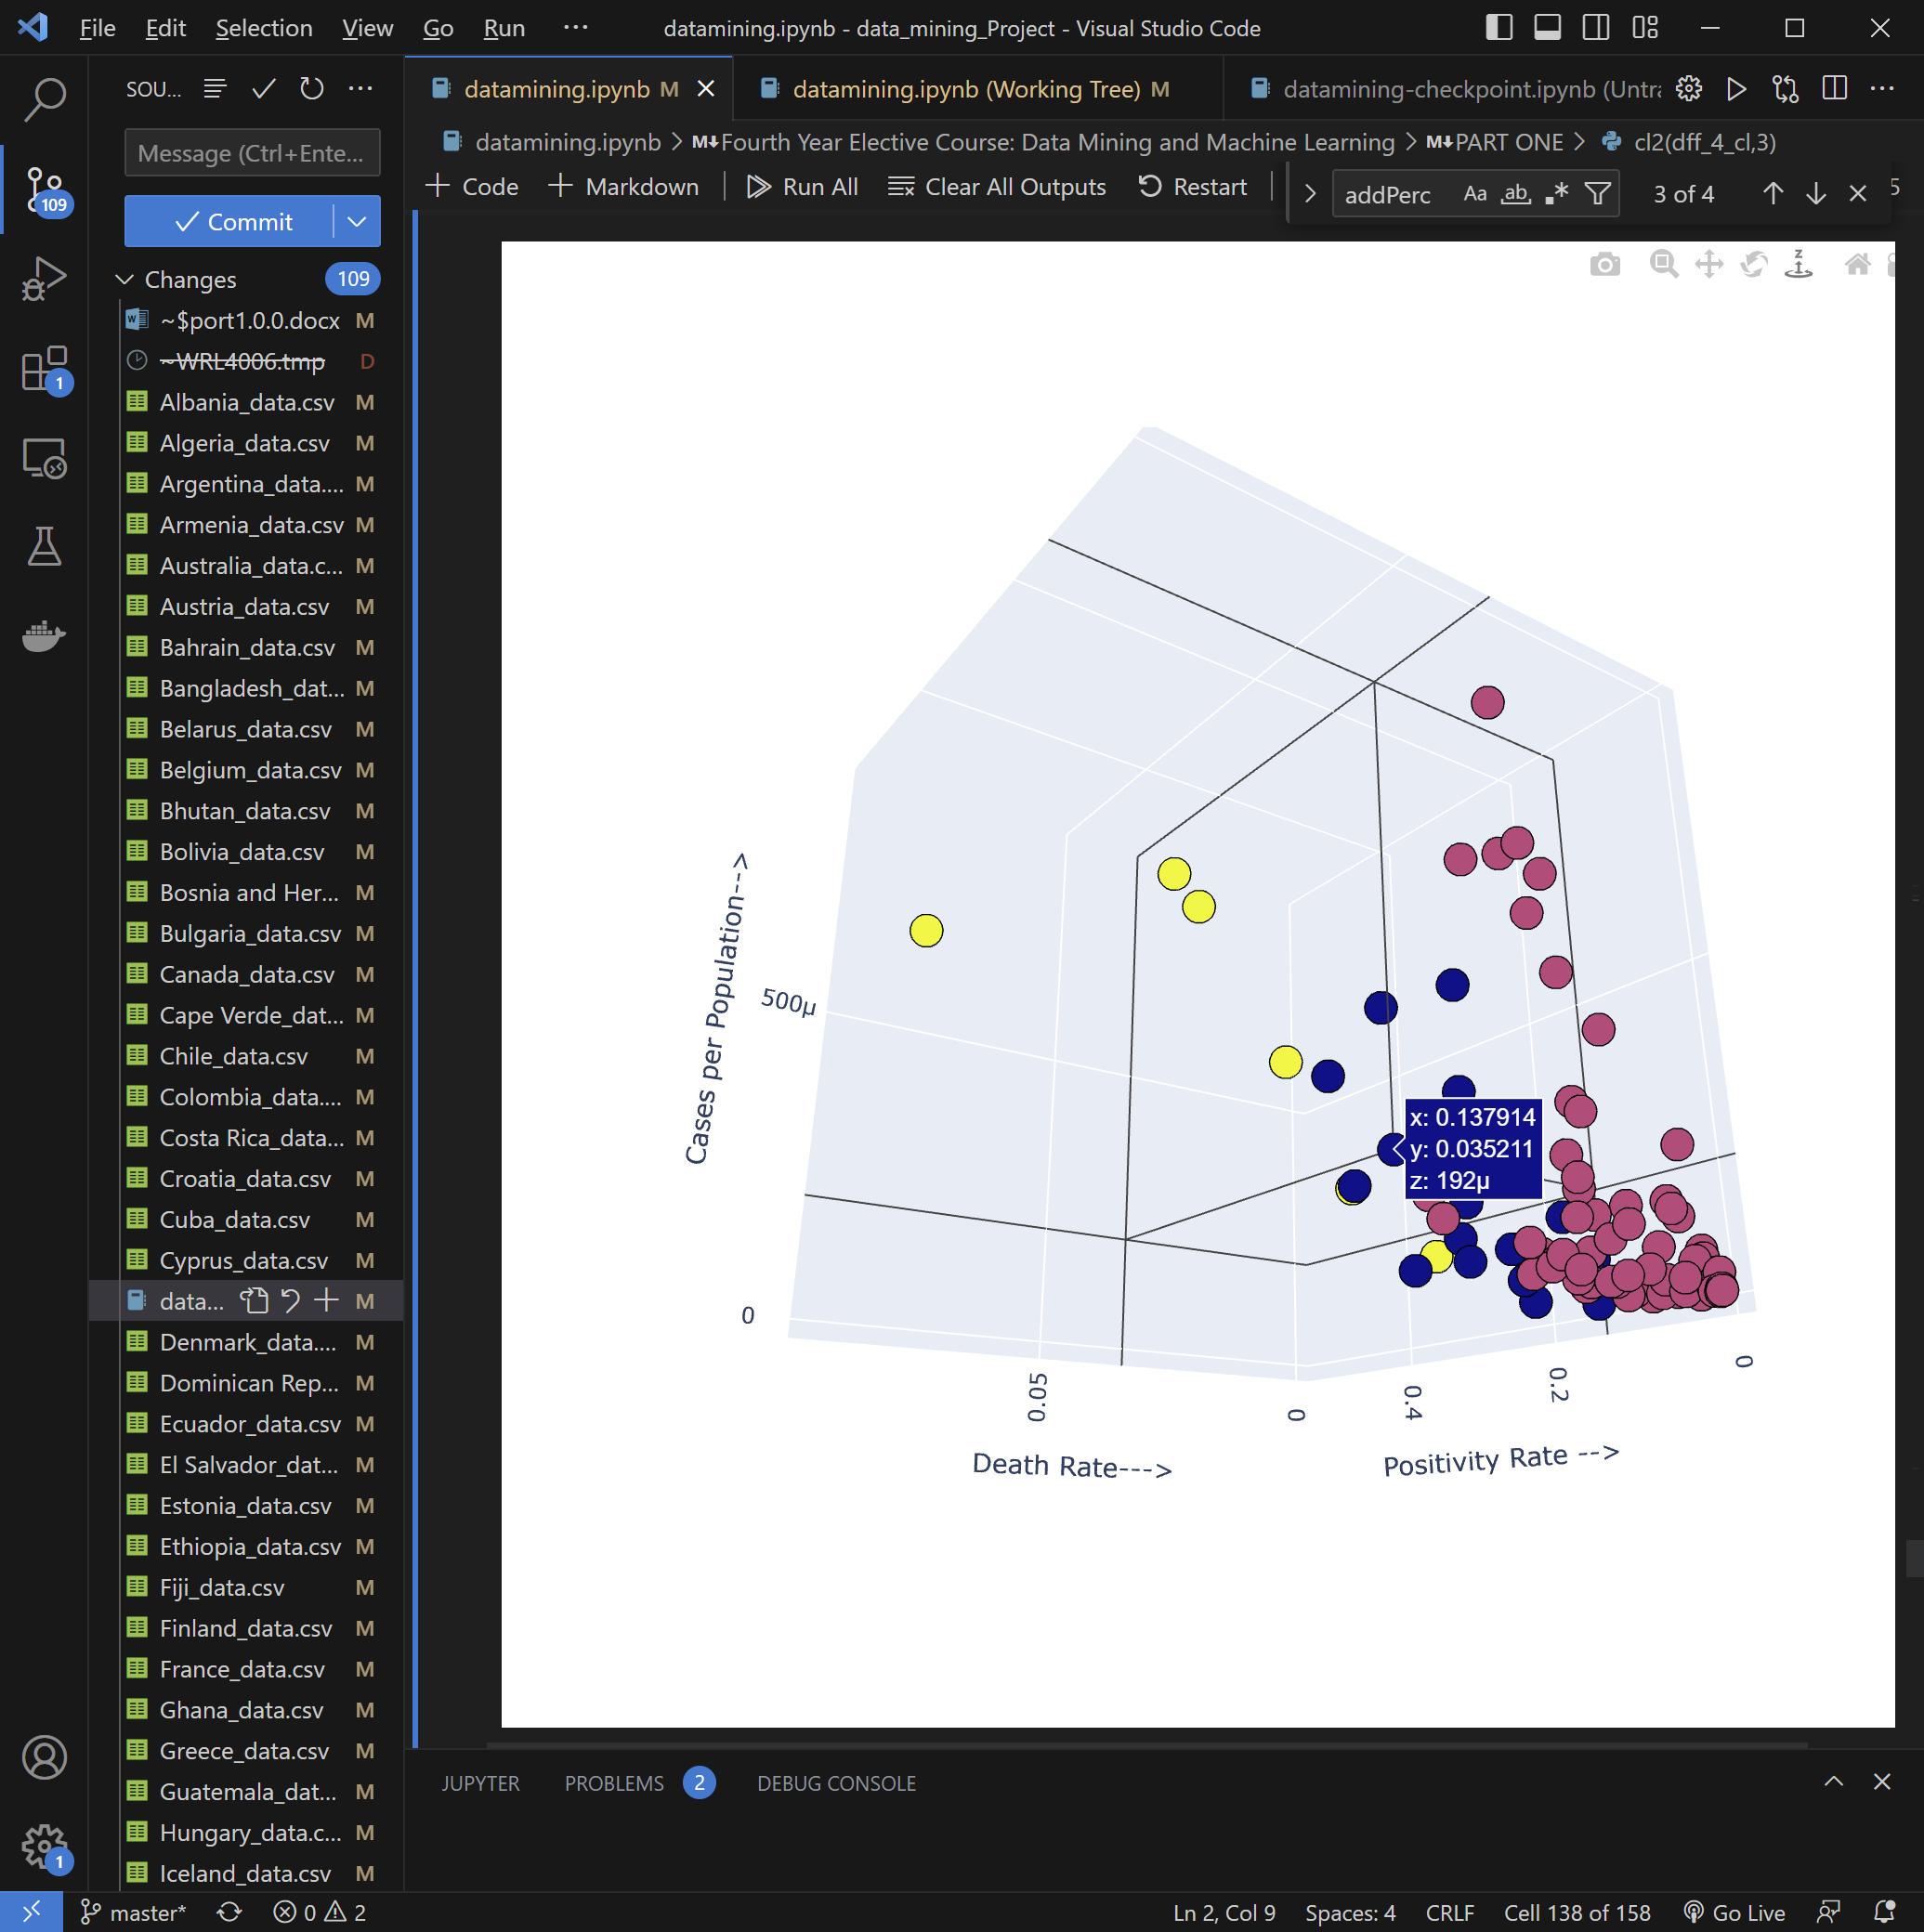 File Edit Selection View Go Run ··· datamining.ipynb - data_mining_Project - Visual Studio Code
SOU... ···
datamining.ipynb M
datamining.ipynb (Working Tree) M
datamining-checkpoint.ipynb (Untra ···
Message (Ctrl+Ente...
datamining.ipynb > M↓Fourth Year Elective Course: Data Mining and Machine Learning > M↓PART ONE > cl2(dff_4_cl,3)
+ Code + Markdown Run All Clear All Outputs Restart
addPerc Aa ab 3 of 4
5
109
Commit
Changes 109
~$port1.0.0.docx M
~WRL4006.tmp D
1
Albania_data.csv M
Algeria_data.csv M
Argentina_data.... M
Armenia_data.csv M
Australia_data.c... M
Austria_data.csv M
Bahrain_data.csv M
Bangladesh_dat... M
Belarus_data.csv M
Belgium_data.csv M
Bhutan_data.csv M
Bolivia_data.csv M
Bosnia and Her... M
Bulgaria_data.csv M
Canada_data.csv M
Cape Verde_dat... M
Chile_data.csv M
Colombia_data.... M
Costa Rica_data... M
Croatia_data.csv M
Cuba_data.csv M
Cyprus_data.csv M
data... M
Denmark_data.... M
Dominican Rep... M
Ecuador_data.csv M
El Salvador_dat... M
Estonia_data.csv M
Ethiopia_data.csv M
Fiji_data.csv M
Finland_data.csv M
France_data.csv M
Ghana_data.csv M
Greece_data.csv M
Guatemala_dat... M
Hungary_data.c... M
Iceland_data.csv M
1
z
Cases per Population-->
500µ
0
x: 0.137914
y: 0.035211
z: 192µ
0.05
0
0.4
0.2
0
Death Rate--->
Positivity Rate -->
JUPYTER PROBLEMS 2 DEBUG CONSOLE
master* 0 2 Ln 2, Col 9 Spaces: 4 CRLF Cell 138 of 158 Go Live